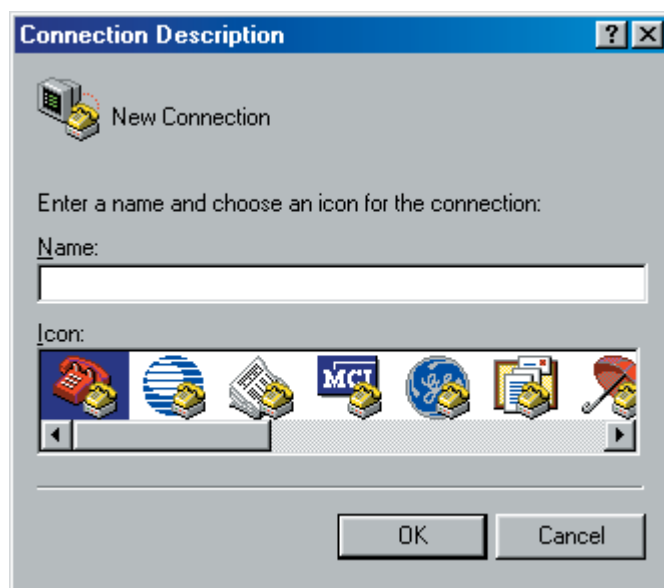 Connection Description
New Connection
Enter a name and choose an icon for the connection:
Name:
Icon:
MCI
OK
Cancel